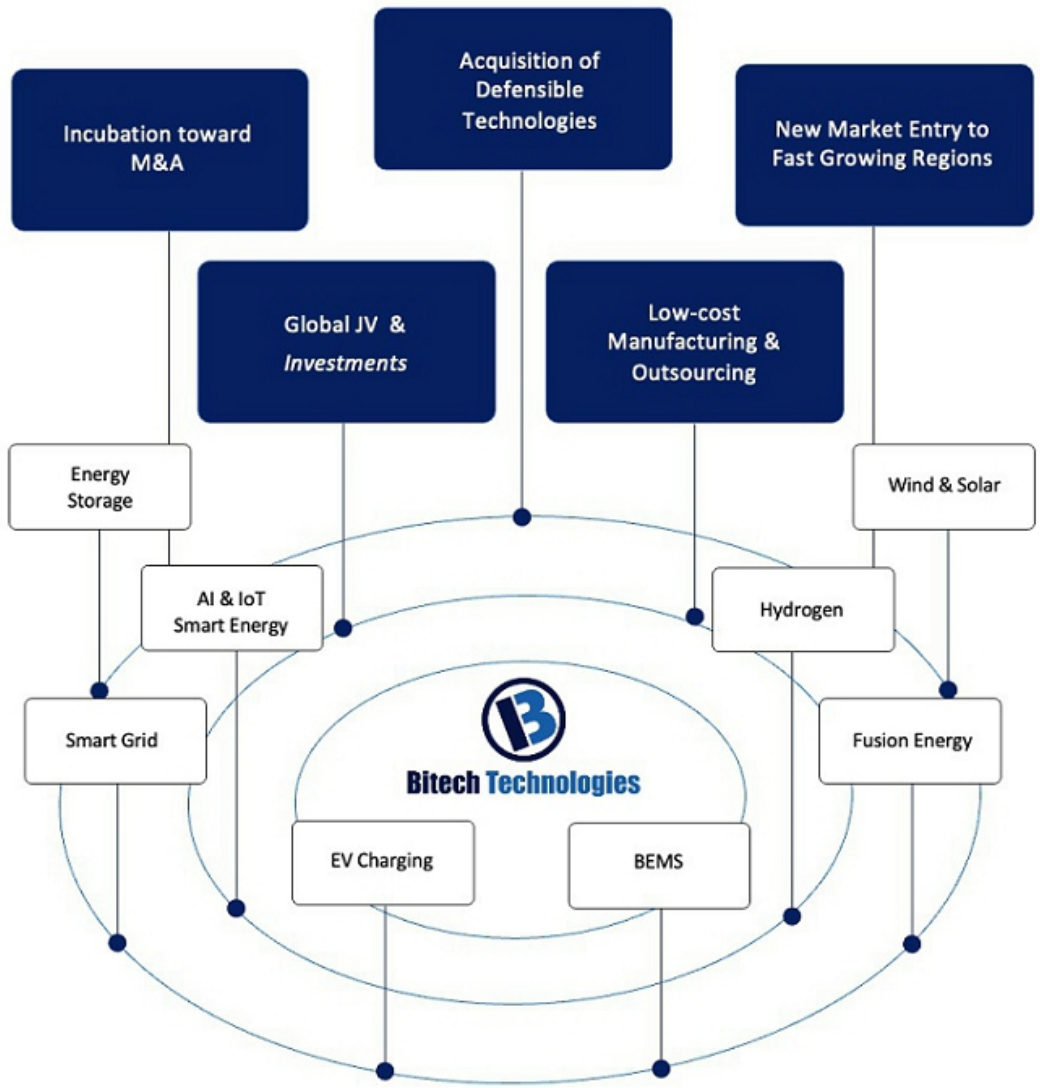 Acquisition of
Defensible
Technologies
Incubation toward
M&A
New Market Entry to
Fast Growing Regions
Global JV &
Investments
Low-cost
Manufacturing &
Outsourcing
Energy
Storage
Wind & Solar
AI & IoT
Smart Energy
Hydrogen
Smart Grid
Fusion Energy
B
Bitech Technologies
EV Charging
BEMS